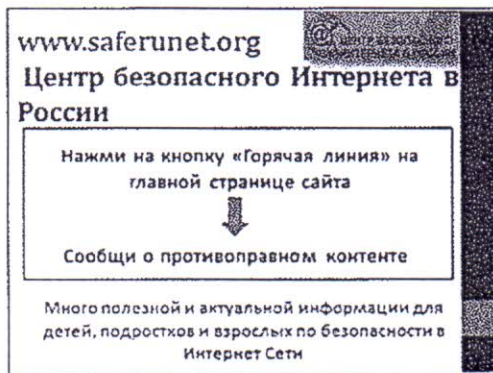 www.saferunet.org
Центр безопасного Интернета в
России
Нажми на кнопку «Горячая линия» на
главной странице сайта
Сообщи о противоправном контенте
Много полезной и актуальной информации для
детей, подростков и взрослых по безопасности в
Интернет Сети